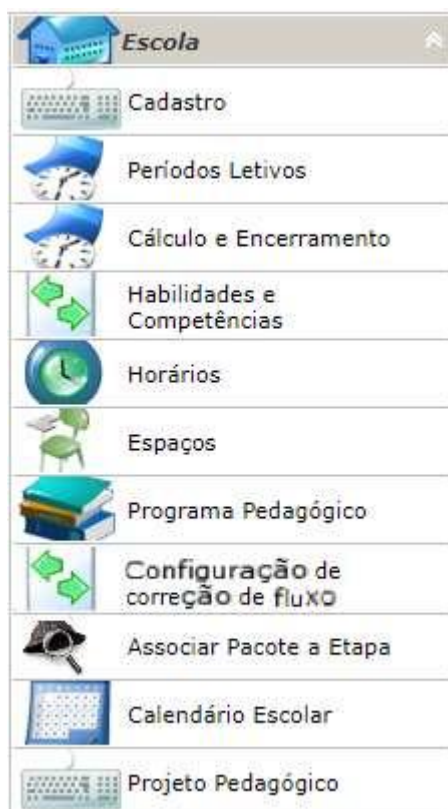 Escola
Cadastro
Períodos Letivos
Cálculo e Encerramento
Habilidades e
Competências
Horários
Espaços
Programa Pedagógico
Configuração de
correção de fluxo
Associar Pacote a Etapa
Calendário Escolar
Projeto Pedagógico